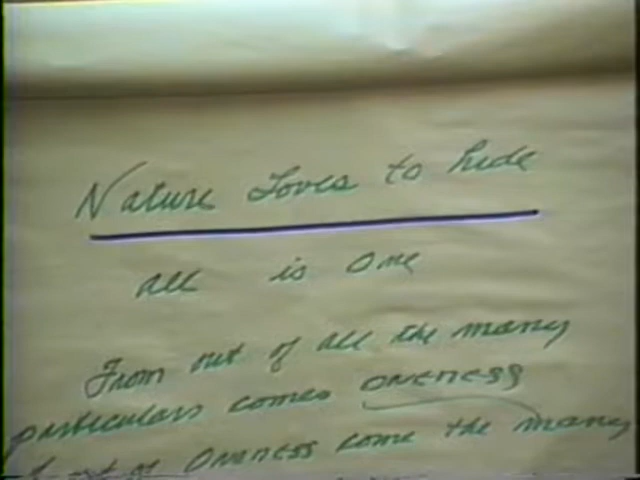 Nature Loves to hide
all is one
From out of all the many
particulars comes oneness
out of Oneness come the many